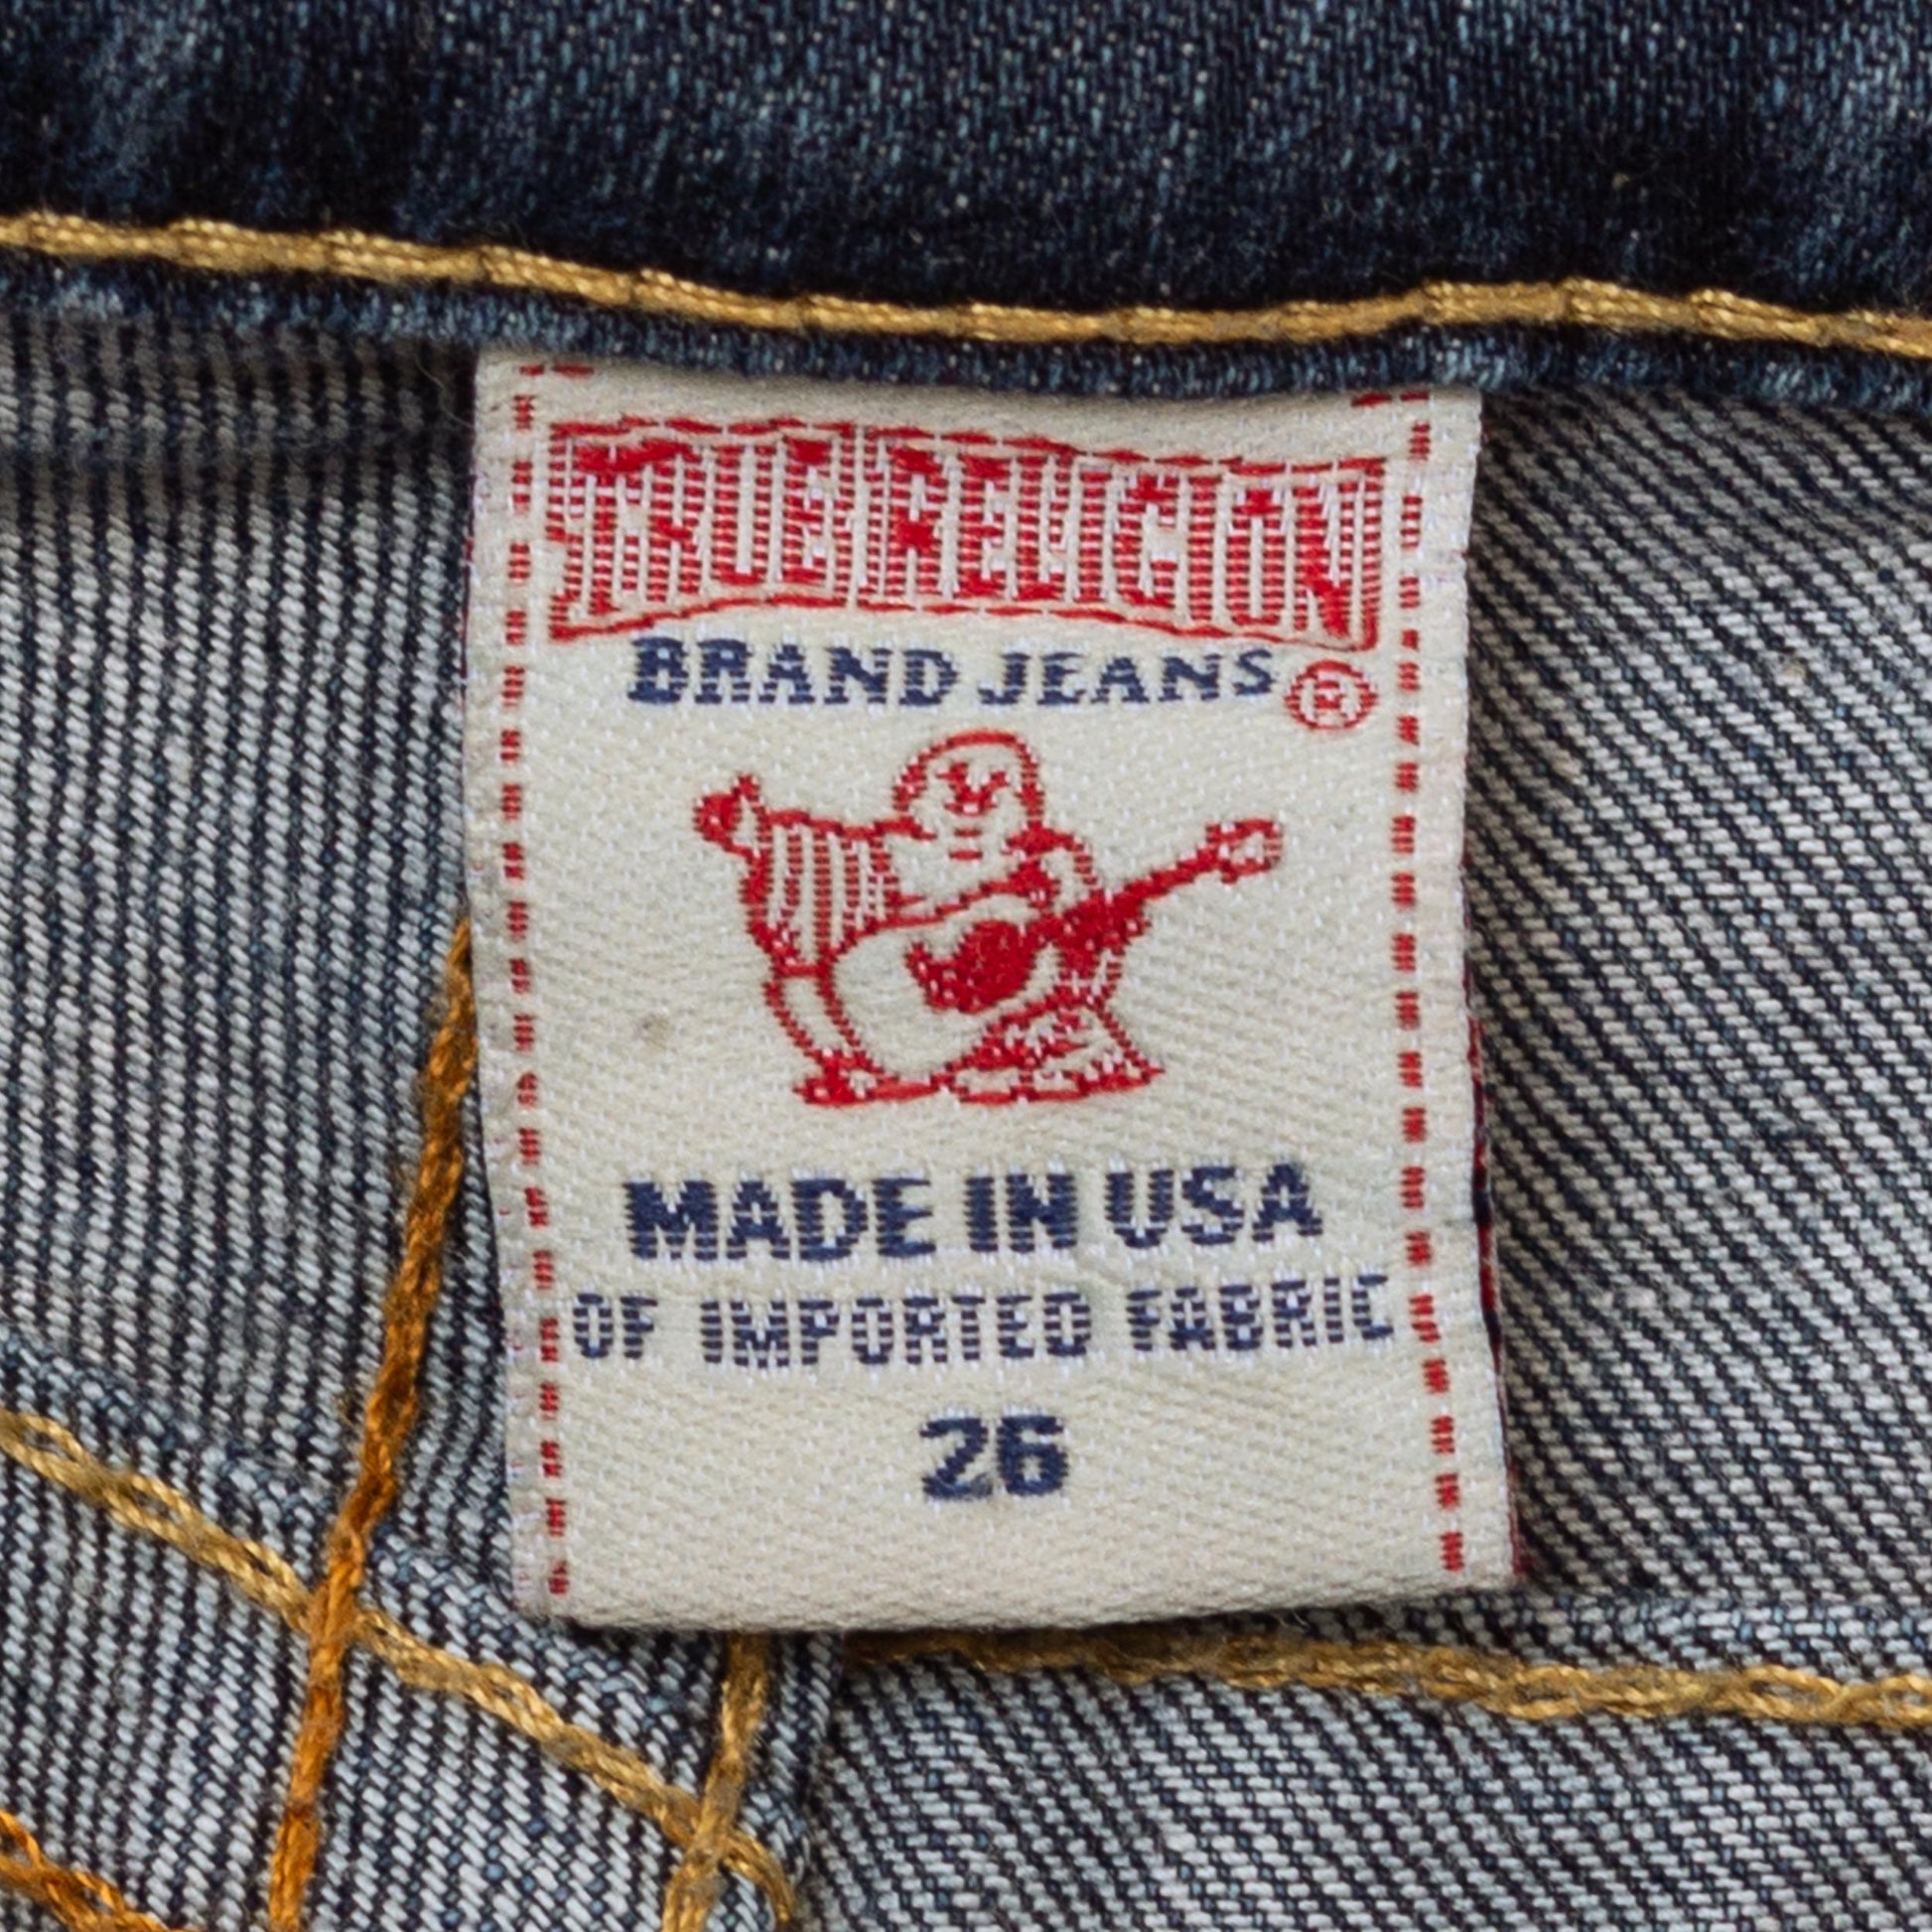 TRUE RELIGION
BRAND JEANS ®
MADE IN USA
OF IMPORTED FABRIC
26